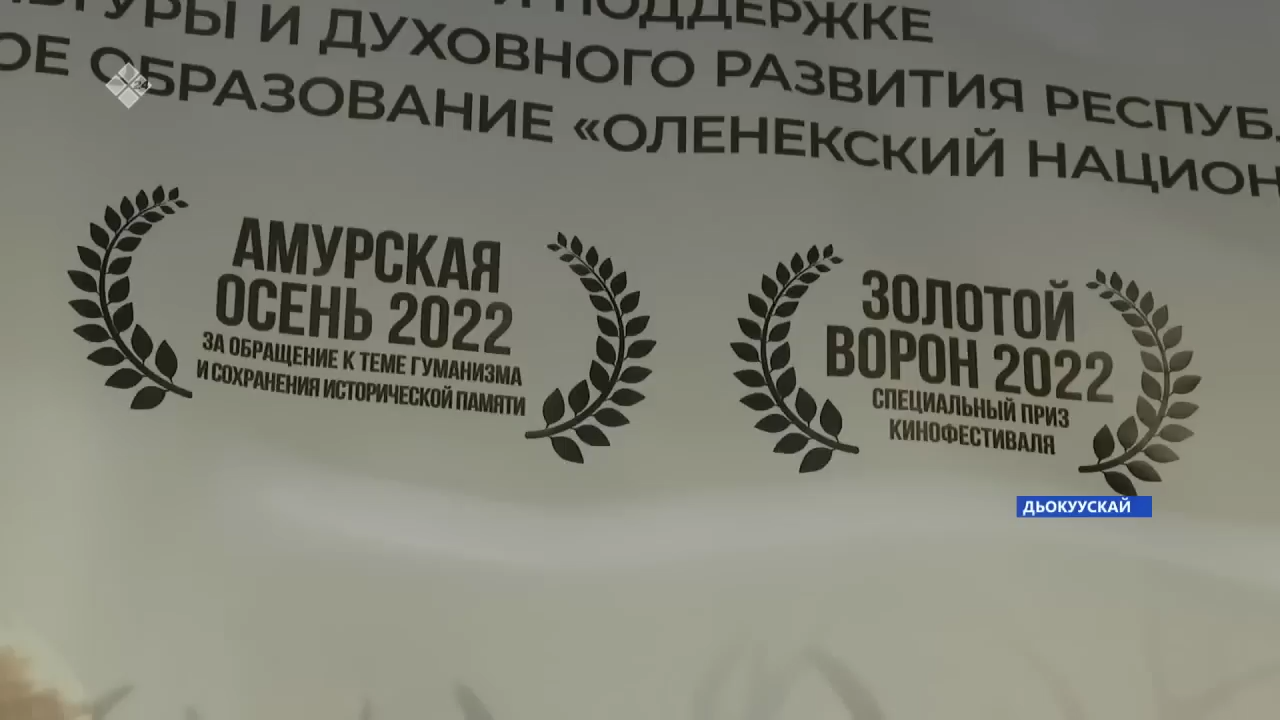 ПОДДЕРЖКЕ
И ДУХОВНОГО РАЗВИТИЯ
ОБРАЗОВАНИЕ «ОЛЕНЕКСКИЙ
АМУРСКАЯ
ОСЕНЬ 2022
ЗА ОБРАЩЕНИЕ К ТЕМЕ ГУМАНИЗМА
И СОХРАНЕНИЯ ИСТОРИЧЕСКОЙ ПАМЯТИ
ЗОЛОТОЙ
ВОРОН 2022
СПЕЦИАЛЬНЫЙ ПРИЗ
КИНОФЕСТИВАЛЯ
ДЬОКУУСКАЙ